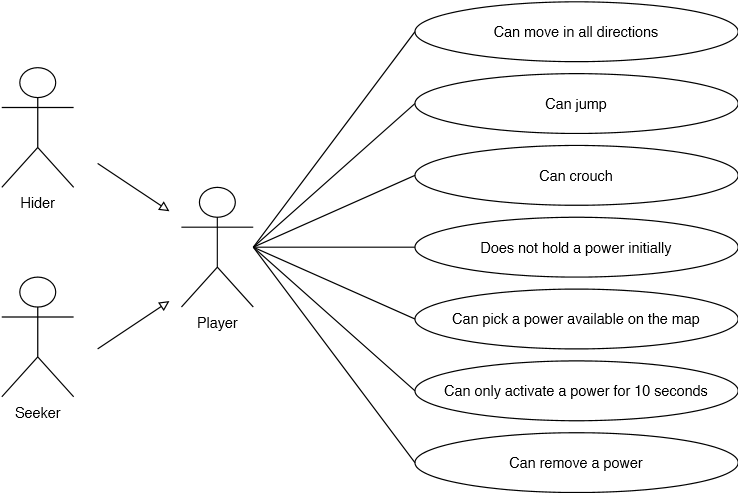 Can move in all directions
Can jump
Can crouch
Hider
Does not hold a power initially
Player
Can pick a power available on the map
Can only activate a power for 10 seconds
Seeker
Can remove a power